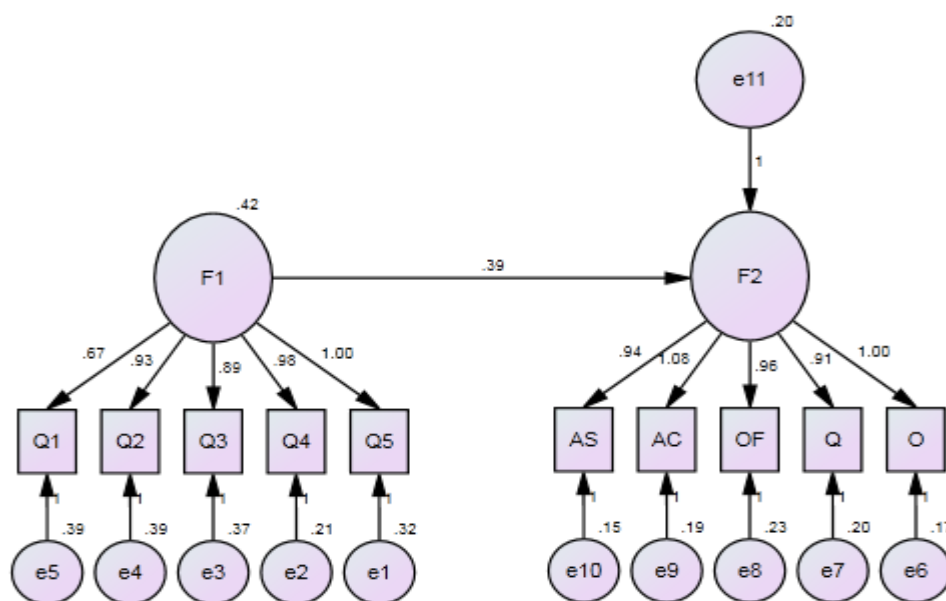 .20
e11
1
.42
F1
.39
F2
.67
.93
.89
.98
1.00
.94
1.08
.96
.91
1.00
Q1
Q2
Q3
Q4
Q5
AS
AC
OF
Q
O
1
1
1
1
1
1
1
1
1
1
.39
.39
.37
.21
.32
.15
.19
.23
.20
.17
e5
e4
e3
e2
e1
e10
e9
e8
e7
e6